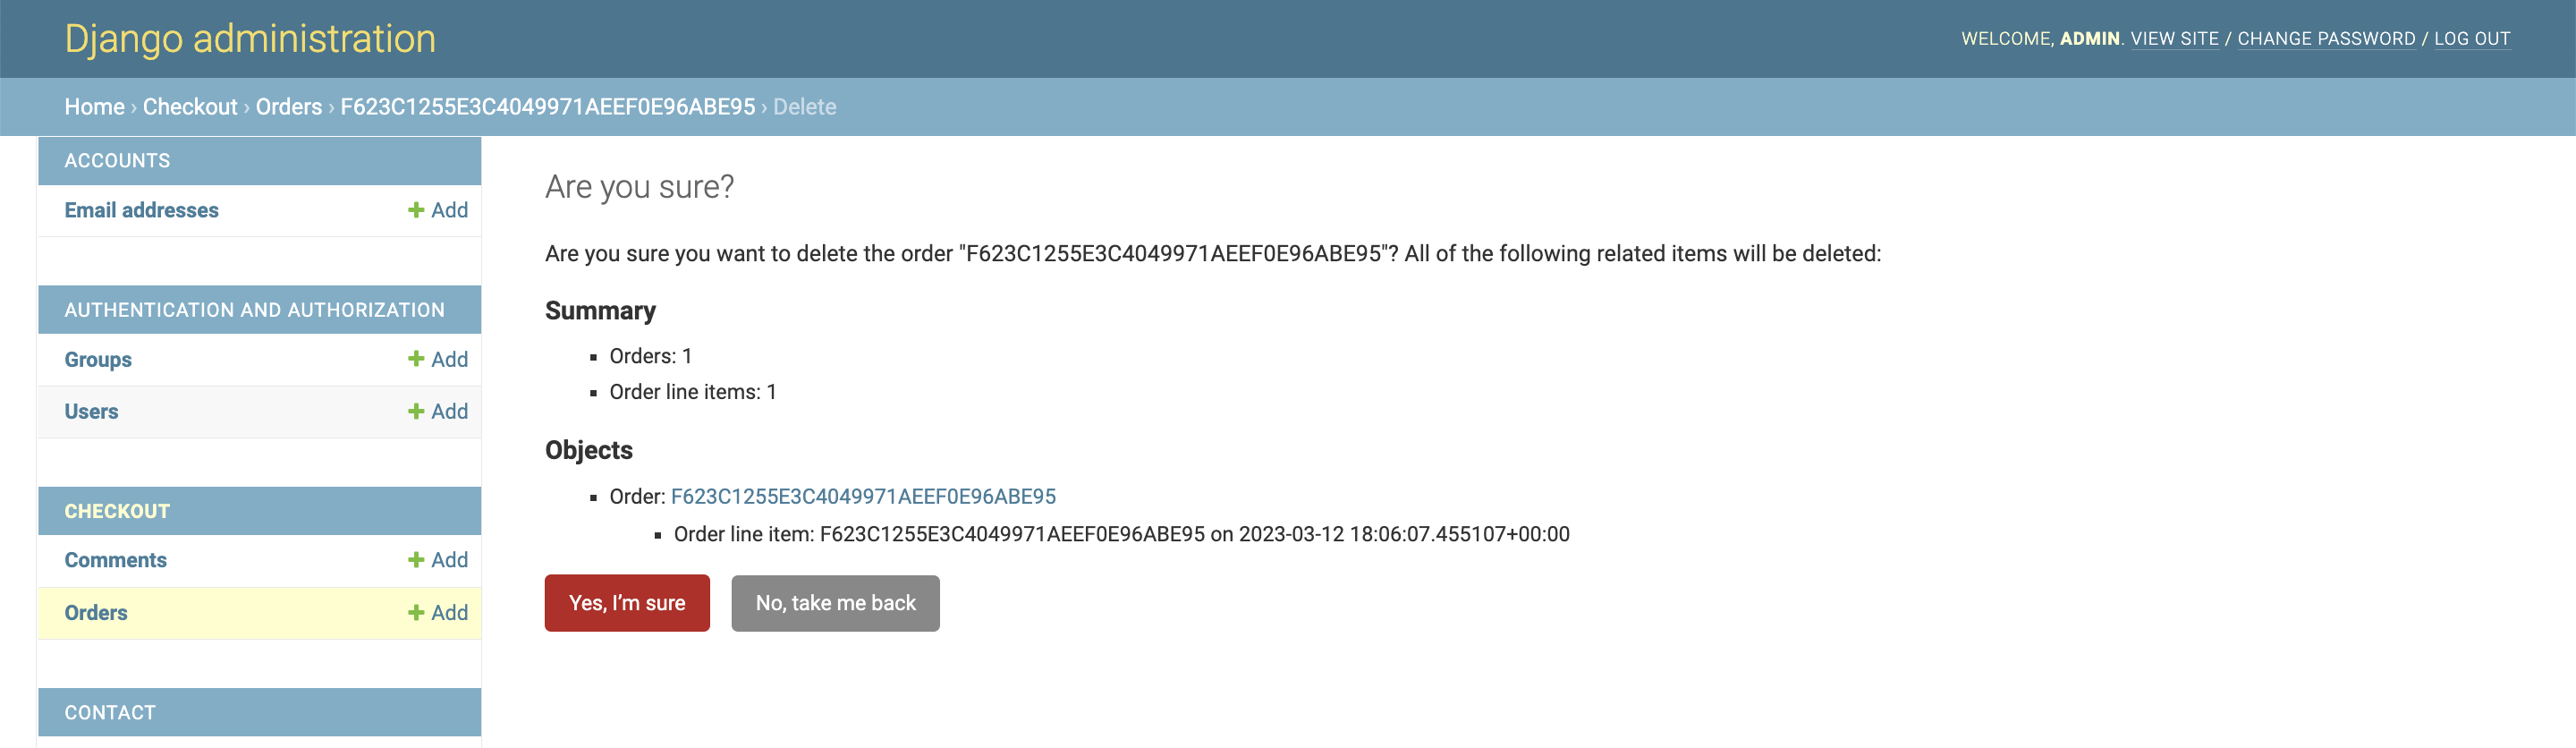 Django administration
WELCOME, ADMIN. VIEW SITE / CHANGE PASSWORD / LOG OUT
Home › Checkout › Orders › F623C1255E3C4049971AEEF0E96ABE95 › Delete
ACCOUNTS
Email addresses + Add
AUTHENTICATION AND AUTHORIZATION
Groups + Add
Users + Add
CHECKOUT
Comments + Add
Orders + Add
CONTACT
Are you sure?
Are you sure you want to delete the order "F623C1255E3C4049971AEEF0E96ABE95"? All of the following related items will be deleted:
Summary
▪ Orders: 1
▪ Order line items: 1
Objects
▪ Order: F623C1255E3C4049971AEEF0E96ABE95
▪ Order line item: F623C1255E3C4049971AEEF0E96ABE95 on 2023-03-12 18:06:07.455107+00:00
Yes, I’m sure
No, take me back